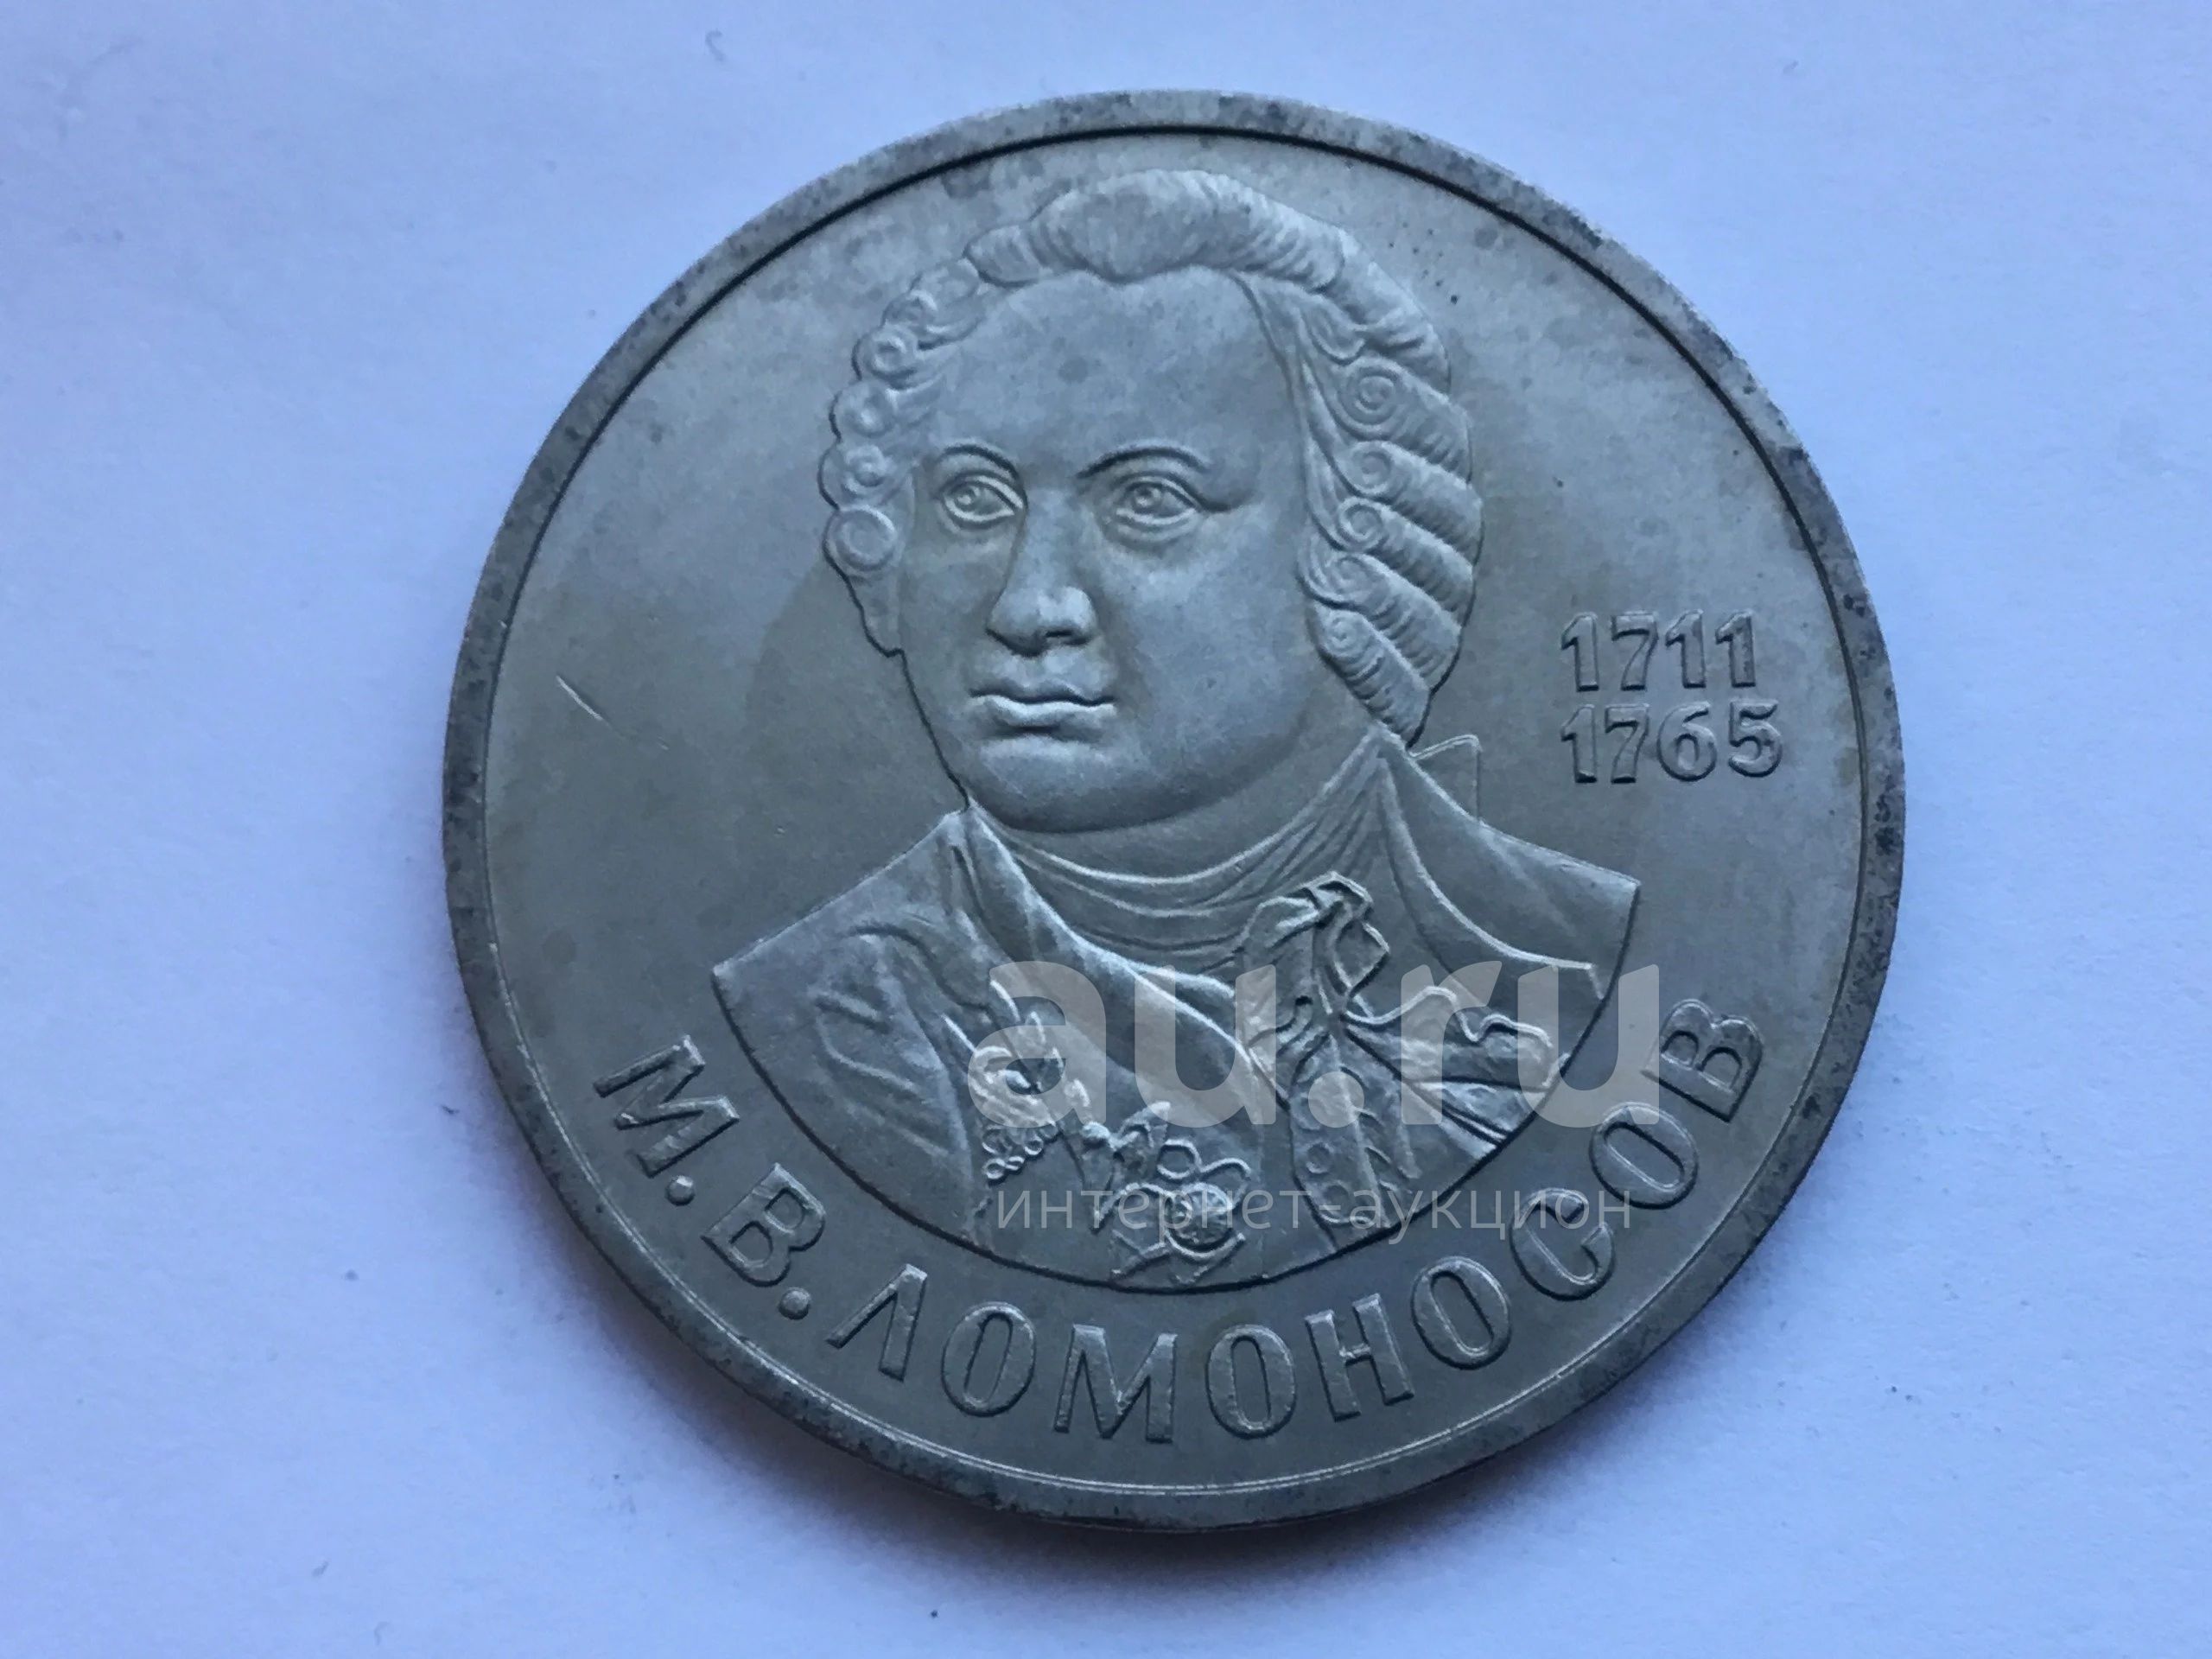 1711
1765
М. В. ЛОМОНОСОВ
au.ru
интернет-аукцион